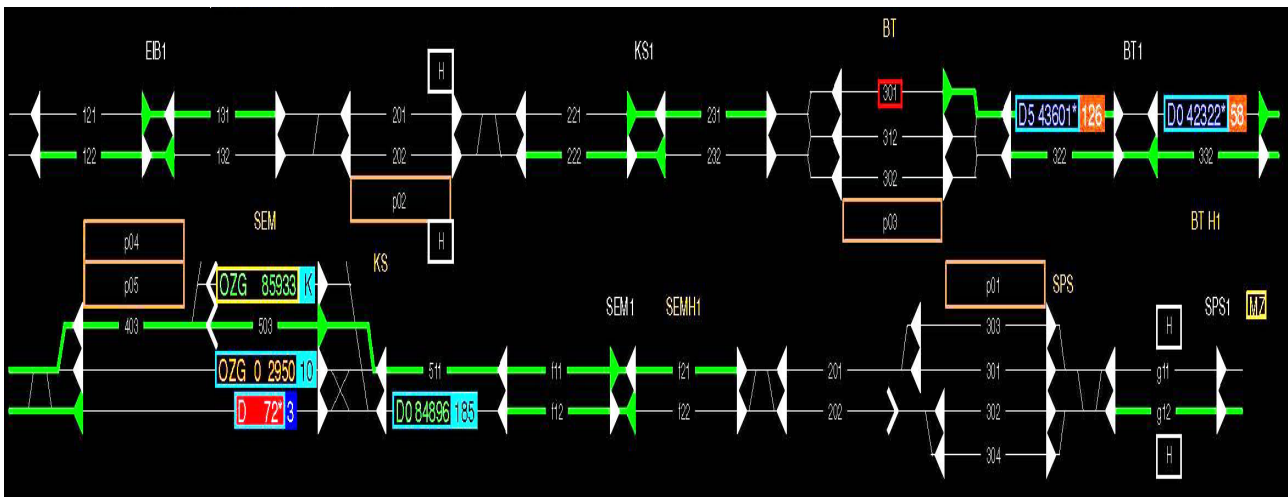 BT
EIB1 KS1 BT1
H
301
121 131 201 221 231 D5 43601* 126 D0 42322* 58
312
122 132 202 222 232 302 322 332
p02 p03
SEM BT H1
p04 H
KS
p05 OZG 85933 K p01 SPS
SEM1 SEMH1 SPS1 MZ
403 503 303 H
OZG 0 2950 10 511 f11 f21 201 301 g11
D 72* 3 D0 84896 185 f12 f22 202 302 g12
304 H